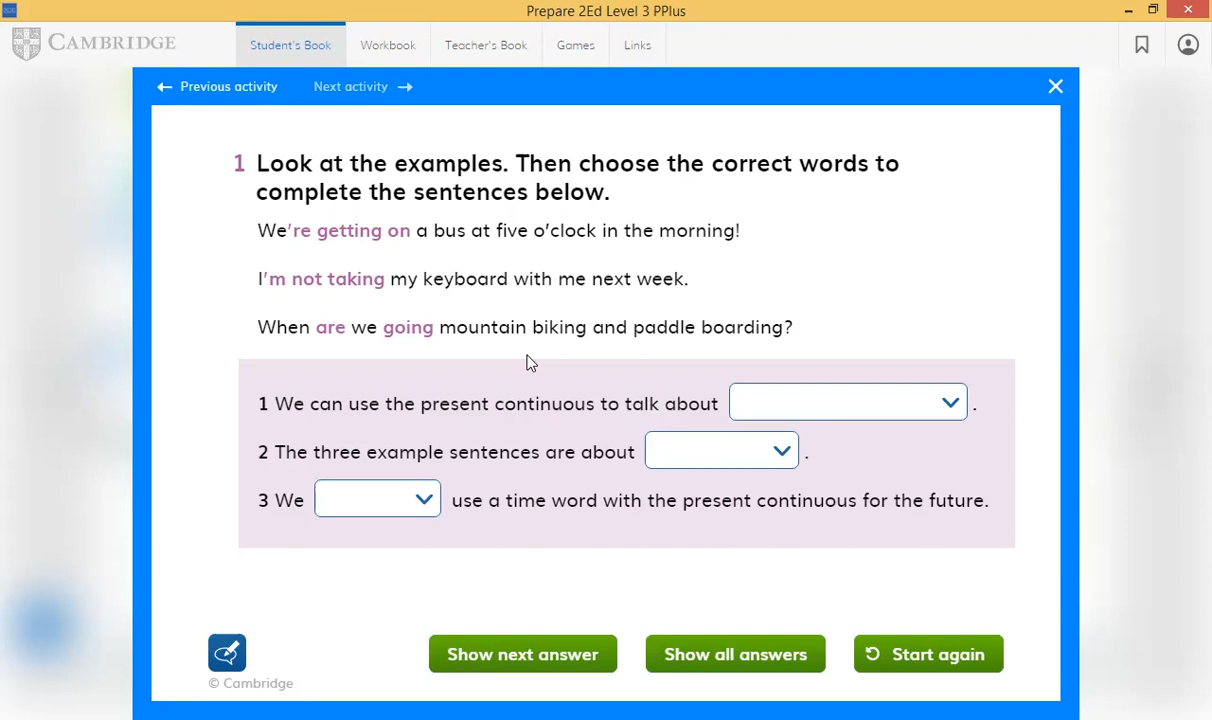 Prepare 2Ed Level 3 PPlus
CAMBRIDGE
Student's Book
Workbook
Teacher's Book
Games
Links
Previous activity
Next activity
1 Look at the examples. Then choose the correct words to
complete the sentences below.
We're getting on a bus at five o'clock in the morning!
I'm not taking my keyboard with me next week.
When are we going mountain biking and paddle boarding?
1 We can use the present continuous to talk about .
2 The three example sentences are about .
3 We use a time word with the present continuous for the future.
Show next answer
Show all answers
Start again
© Cambridge